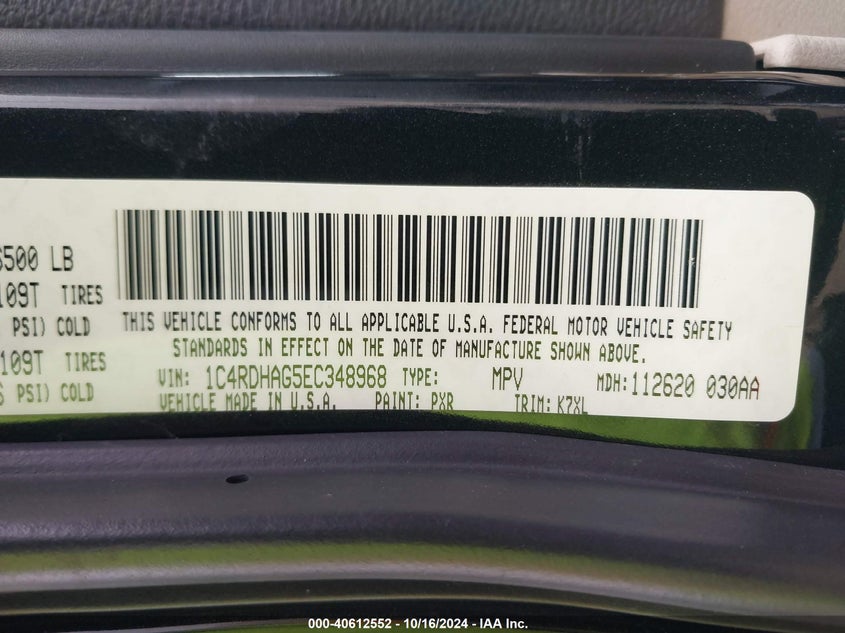 500 LB
109T TIRES
PSI) COLD
109T TIRES
PSI) COLD
THIS VEHICLE CONFORMS TO ALL APPLICABLE U.S.A. FEDERAL MOTOR VEHICLE SAFETY
STANDARDS IN EFFECT ON THE DATE OF MANUFACTURE SHOWN ABOVE.
VIN: 1C4RDHAG5EC348968 TYPE: MPV MDH: 112620 030AA
VEHICLE MADE IN U.S.A. PAINT: PXR TRIM: K7XL
000-40612552 - 10/16/2024 - IAA Inc.